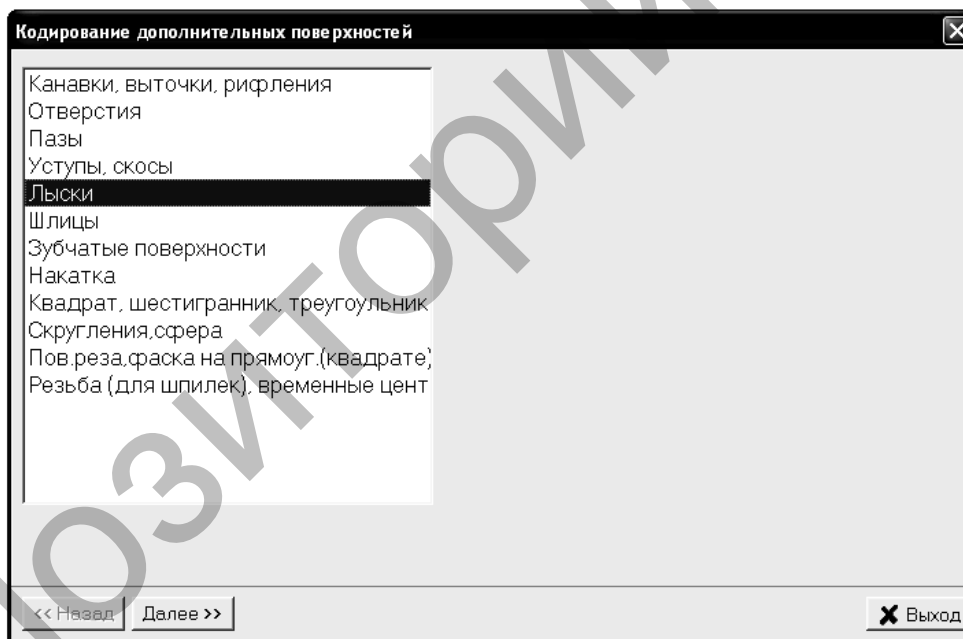 Кодирование дополнительных поверхностей
Канавки, выточки, рифления
Отверстия
Пазы
Уступы, скосы
Лыски
Шлицы
Зубчатые поверхности
Накатка
Квадрат, шестигранник, треугоульник
Скругления,сфера
Пов.реза,фаска на прямоуг.(квадрате)
Резьба (для шпилек), временные цент
<< Назад
Далее >>
Выход